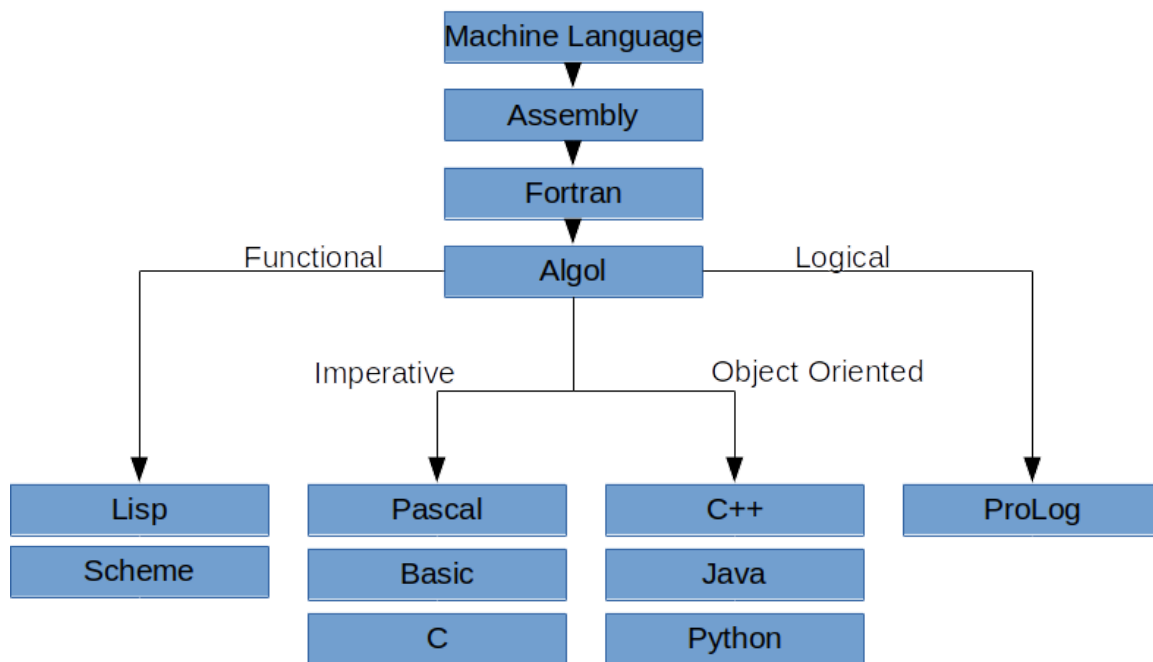 Machine Language
Assembly
Fortran
Functional
Algol
Logical
Imperative
Object Oriented
Lisp
Pascal
C++
ProLog
Scheme
Basic
Java
C
Python